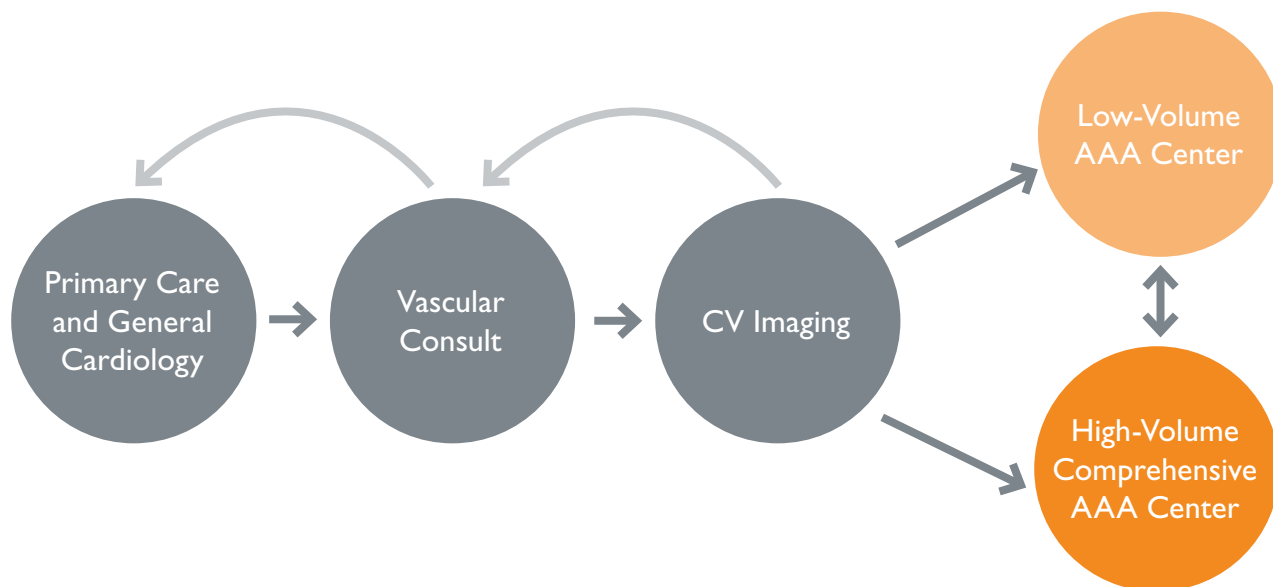 Primary Care
and General
Cardiology
Vascular
Consult
CV Imaging
Low-Volume
AAA Center
High-Volume
Comprehensive
AAA Center